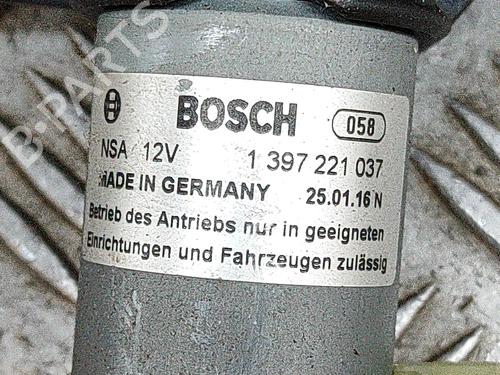 B-PARTS
BOSCH 058
NSA 12V 1 397 221 037
MADE IN GERMANY 25.01.16 N
Betrieb des Antriebs nur in geeigneten
Einrichtungen und Fahrzeugen zulässig